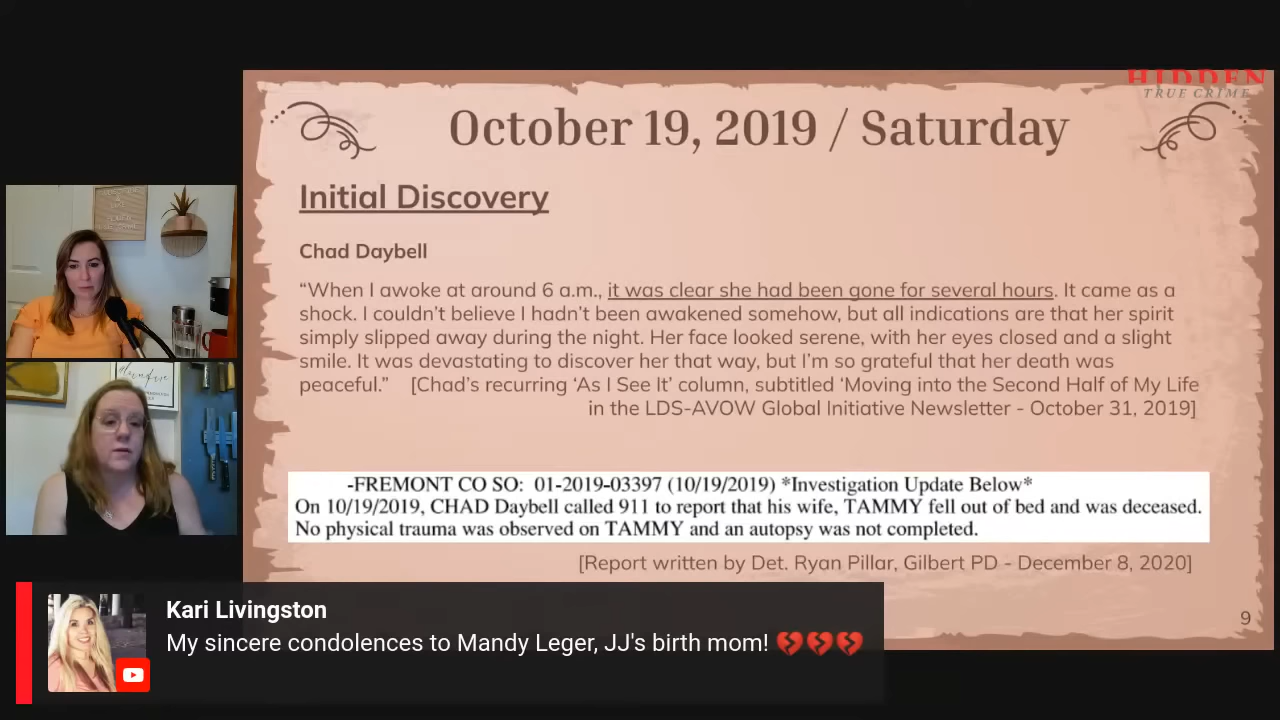 HIDDEN
TRUE CRIME
October 19, 2019 / Saturday
Initial Discovery
Chad Daybell
“When I awoke at around 6 a.m., it was clear she had been gone for several hours. It came as a
shock. I couldn’t believe I hadn’t been awakened somehow, but all indications are that her spirit
simply slipped away during the night. Her face looked serene, with her eyes closed and a slight
smile. It was devastating to discover her that way, but I’m so grateful that her death was
peaceful.” [Chad’s recurring ‘As I See It’ column, subtitled ‘Moving into the Second Half of My Life
in the LDS-AVOW Global Initiative Newsletter - October 31, 2019]
-FREMONT CO SO: 01-2019-03397 (10/19/2019) *Investigation Update Below*
On 10/19/2019, CHAD Daybell called 911 to report that his wife, TAMMY fell out of bed and was deceased.
No physical trauma was observed on TAMMY and an autopsy was not completed.
[Report written by Det. Ryan Pillar, Gilbert PD - December 8, 2020]
9
Kari Livingston
My sincere condolences to Mandy Leger, JJ's birth mom! 💔💔💔